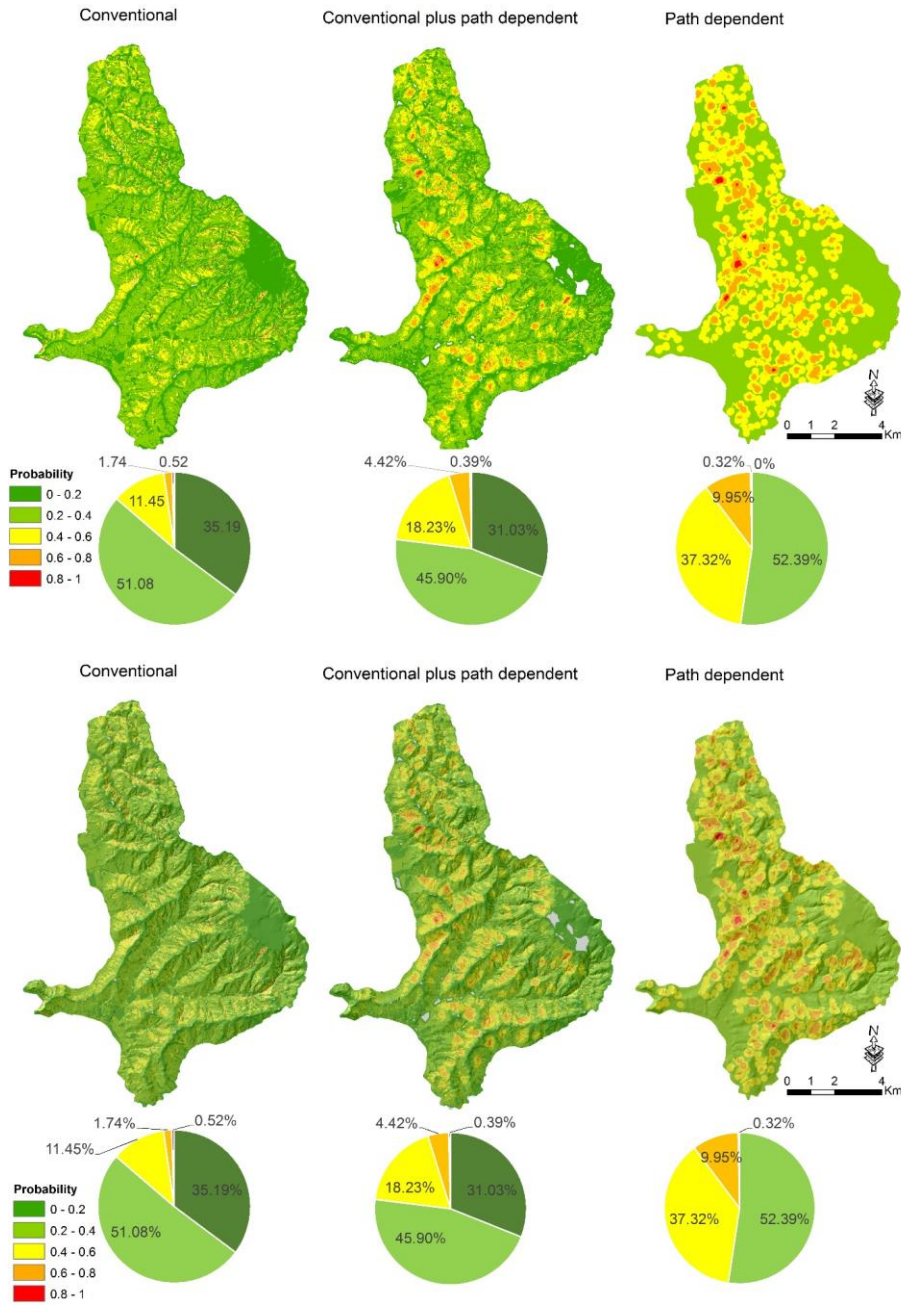 Conventional
Conventional plus path dependent
Path dependent
N
0 1 2 4
Km
Probability
0 - 0.2
0.2 - 0.4
0.4 - 0.6
0.6 - 0.8
0.8 - 1
1.74
0.52
11.45
35.19
51.08
4.42%
0.39%
18.23%
31.03%
45.90%
0.32%
0%
9.95%
37.32%
52.39%
Conventional
Conventional plus path dependent
Path dependent
N
0 1 2 4
Km
1.74%
0.52%
11.45%
35.19%
51.08%
4.42%
0.39%
18.23%
31.03%
45.90%
0.32%
9.95%
37.32%
52.39%
Probability
0 - 0.2
0.2 - 0.4
0.4 - 0.6
0.6 - 0.8
0.8 - 1